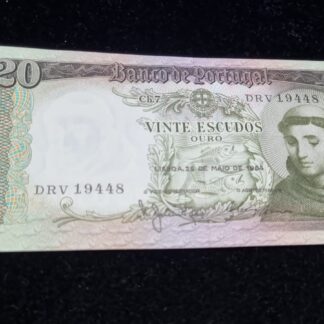 20
Banco de Portugal
Ch.7
DRV 19448
VINTE ESCUDOS
OURO
LISBOA, 26 DE MAIO DE 1964
DRV 19448